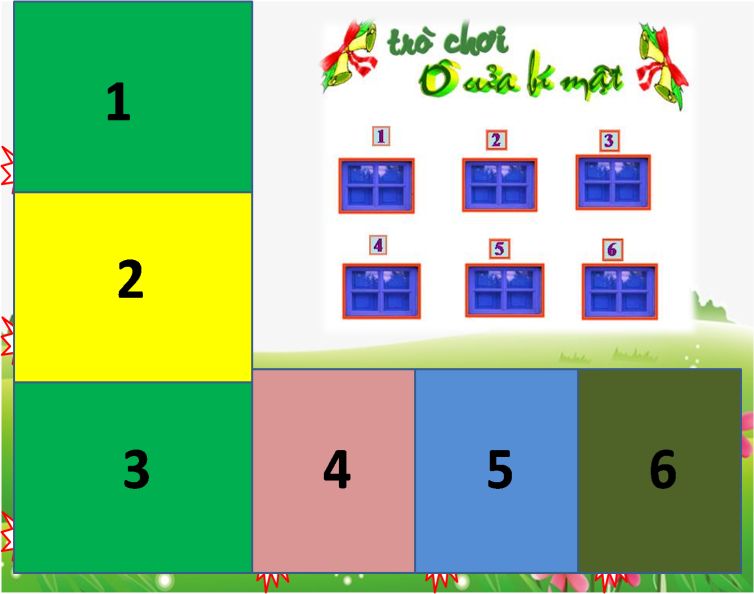 trò chơi
Ô cửa bí mật
1 2 3
4 5 6
1
2
3 4 5 6